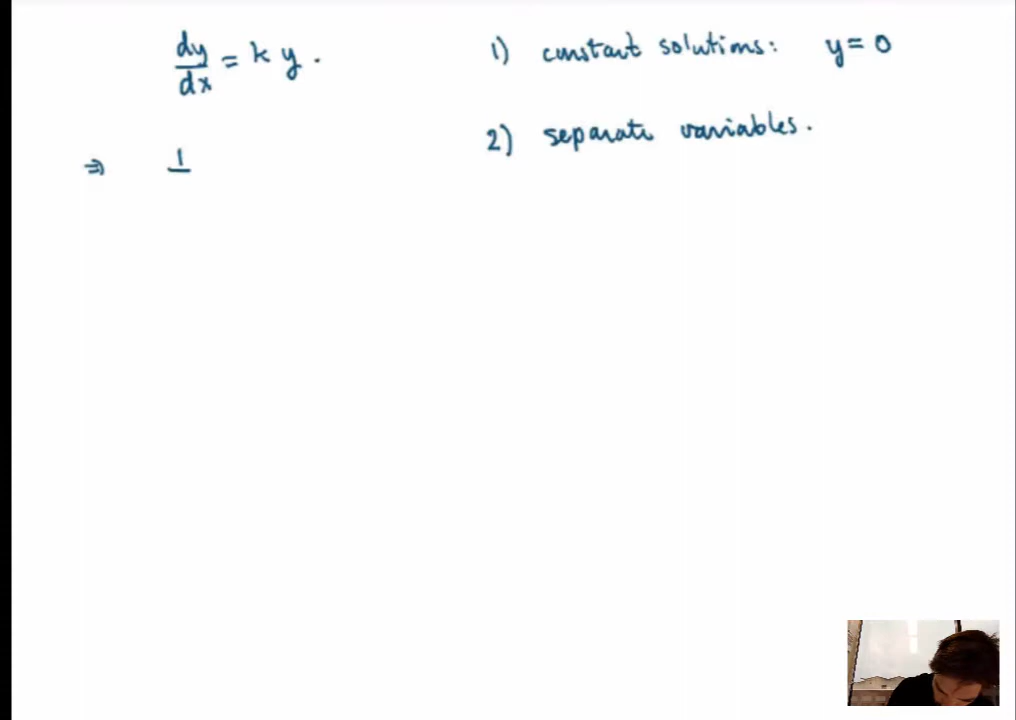 dy/dx = k y .
1) constant solutions: y = 0
2) separate variables.
⇒ 1